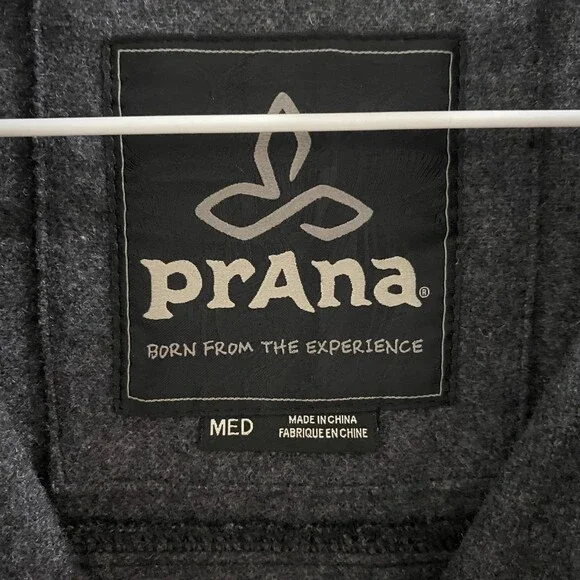 prAna®
BORN FROM THE EXPERIENCE
MED
MADE IN CHINA
FABRIQUE EN CHINE